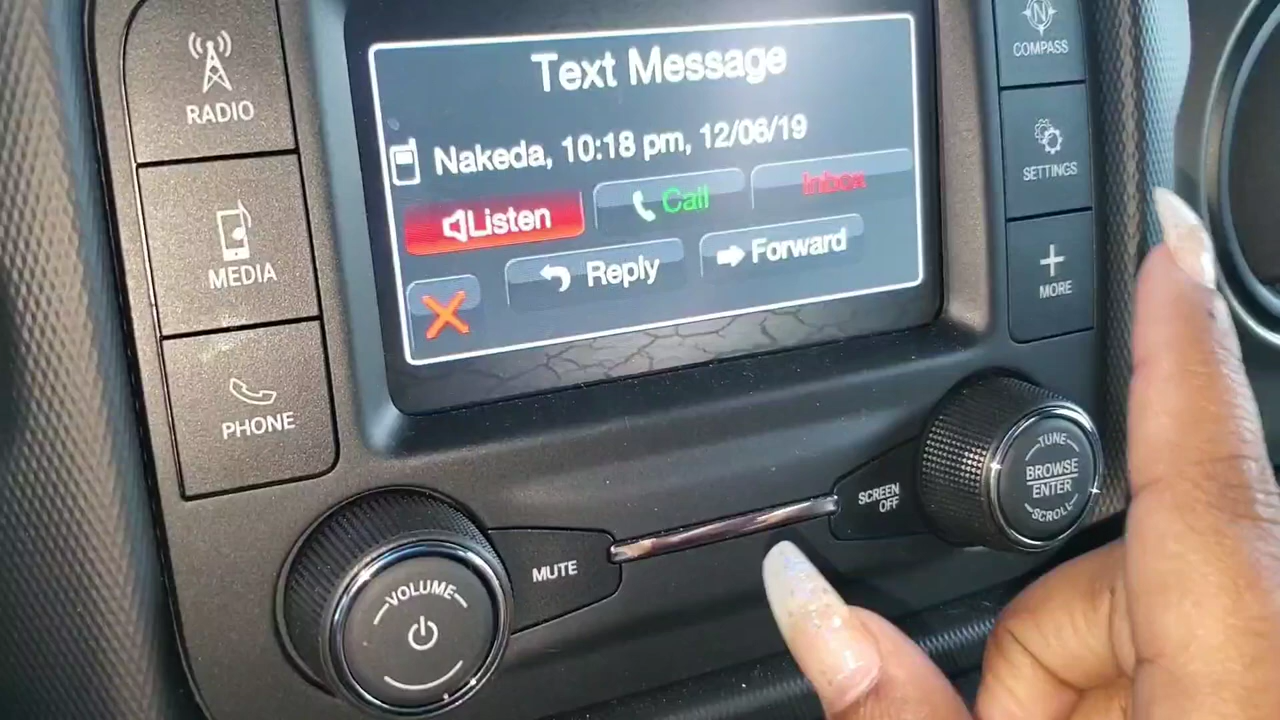 RADIO
MEDIA
PHONE
Text Message
Nakeda, 10:18 pm, 12/06/19
Listen
Call
Inbox
Reply
Forward
COMPASS
SETTINGS
MORE
VOLUME
MUTE
SCREEN
OFF
TUNE
BROWSE
ENTER
SCROLL